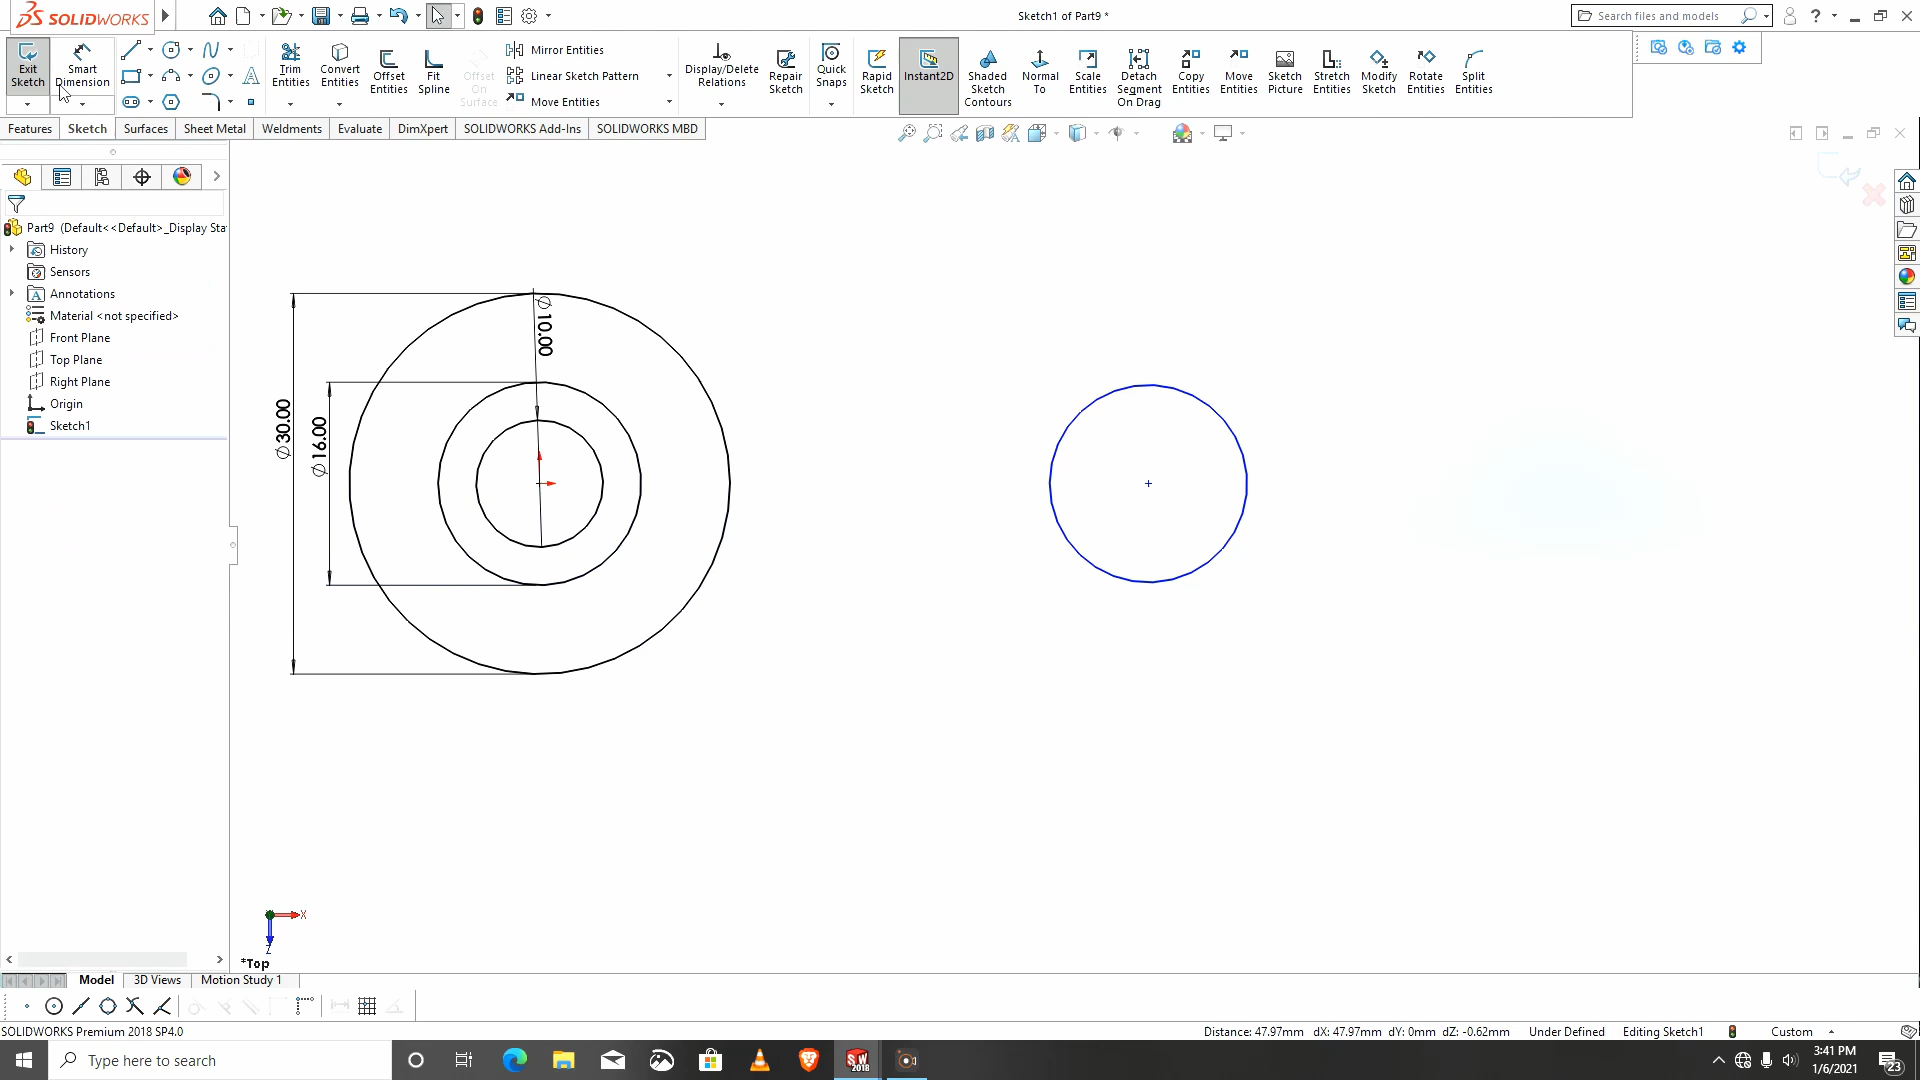 SOLIDWORKS
Sketch1 of Part9 *
Search files and models
Exit Sketch
Smart Dimension
Trim Entities
Convert Entities
Offset Entities
Fit Spline
Offset On Surface
Mirror Entities
Linear Sketch Pattern
Move Entities
Display/Delete Relations
Repair Sketch
Quick Snaps
Rapid Sketch
Instant2D
Shaded Sketch Contours
Normal To
Scale Entities
Detach Segment On Drag
Copy Entities
Move Entities
Sketch Picture
Stretch Entities
Modify Sketch
Rotate Entities
Split Entities
Features
Sketch
Surfaces
Sheet Metal
Weldments
Evaluate
DimXpert
SOLIDWORKS Add-Ins
SOLIDWORKS MBD
Part9 (Default<<Default>_Display Sta
History
Sensors
Annotations
Material <not specified>
Front Plane
Top Plane
Right Plane
Origin
Sketch1
∅10.00
∅30.00
∅16.00
X
Z
*Top
Model
3D Views
Motion Study 1
SOLIDWORKS Premium 2018 SP4.0
Distance: 47.97mm dX: 47.97mm dY: 0mm dZ: -0.62mm
Under Defined
Editing Sketch1
Custom
Type here to search
SW
2018
3:41 PM
1/6/2021
23